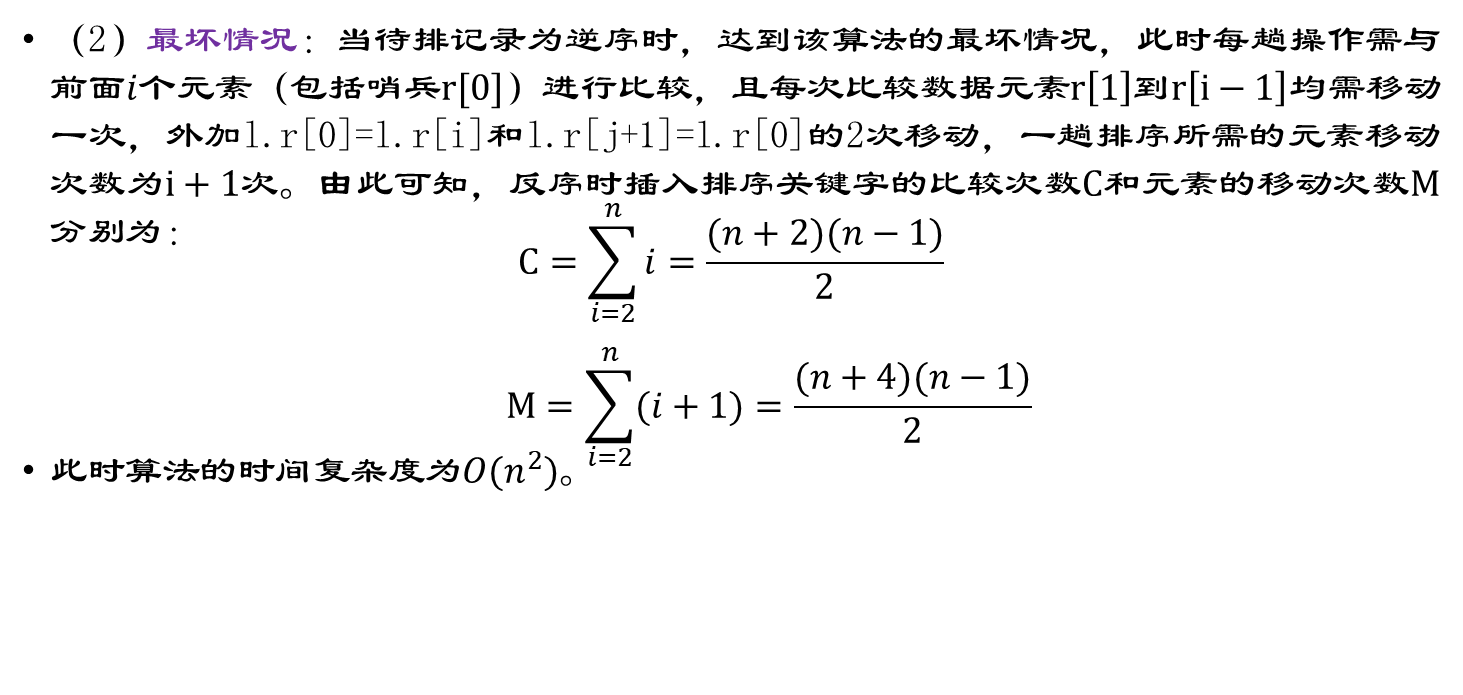 • （2）最坏情况：当待排记录为逆序时，达到该算法的最坏情况，此时每趟操作需与
前面i个元素（包括哨兵r[0]）进行比较，且每次比较数据元素r[1]到r[i − 1]均需移动
一次，外加l.r[0]=l.r[i]和l.r[j+1]=l.r[0]的2次移动，一趟排序所需的元素移动
次数为i + 1次。由此可知，反序时插入排序关键字的比较次数C和元素的移动次数M
分别为：
C = ∑_{i=2}^{n} i = (n + 2)(n − 1) / 2
M = ∑_{i=2}^{n} (i + 1) = (n + 4)(n − 1) / 2
• 此时算法的时间复杂度为O(n²)。